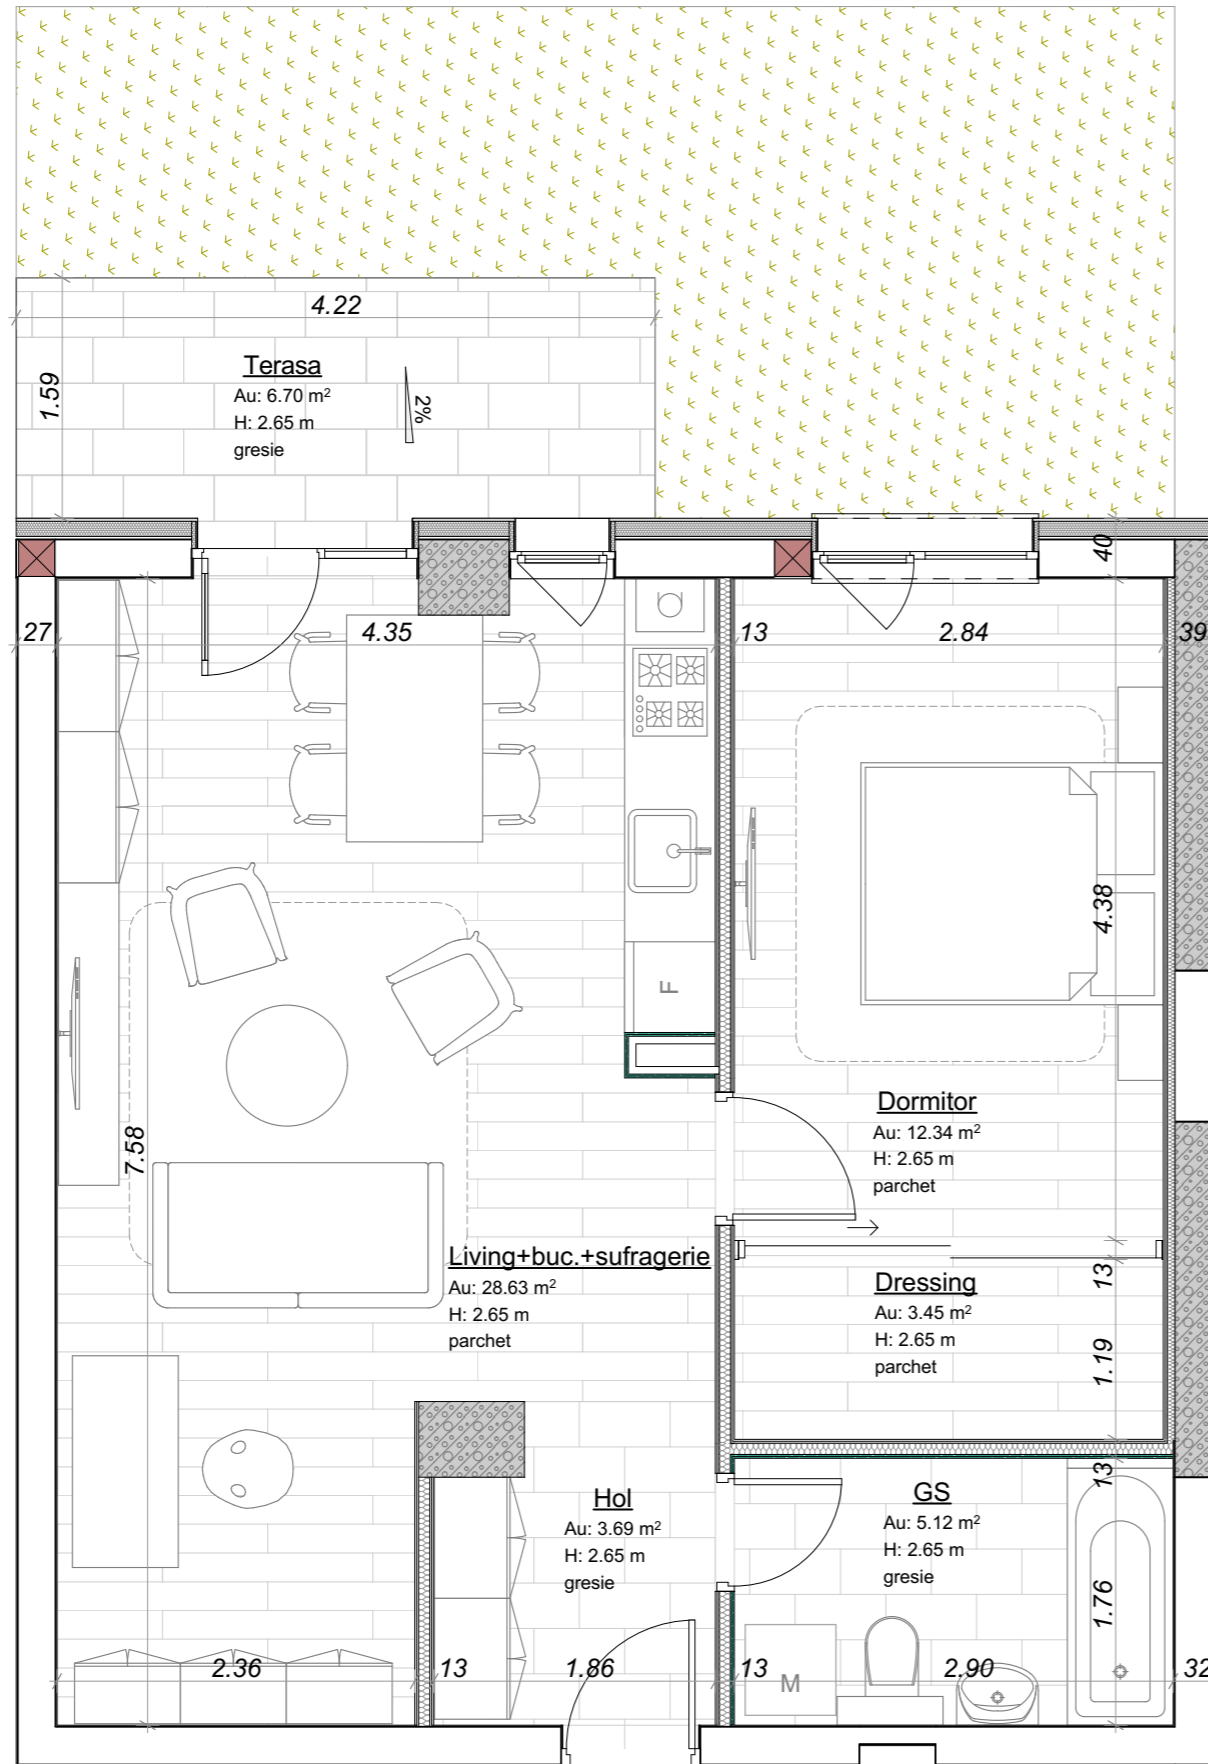 4.22
1.59
Terasa
Au: 6.70 m²
H: 2.65 m
gresie
2%
40
27
4.35
13
2.84
39
F
4.38
7.58
Dormitor
Au: 12.34 m²
H: 2.65 m
parchet
Living+buc.+sufragerie
Au: 28.63 m²
H: 2.65 m
parchet
13
Dressing
Au: 3.45 m²
H: 2.65 m
parchet
1.19
13
Hol
Au: 3.69 m²
H: 2.65 m
gresie
GS
Au: 5.12 m²
H: 2.65 m
gresie
1.76
2.36
13
1.86
13
M
2.90
32